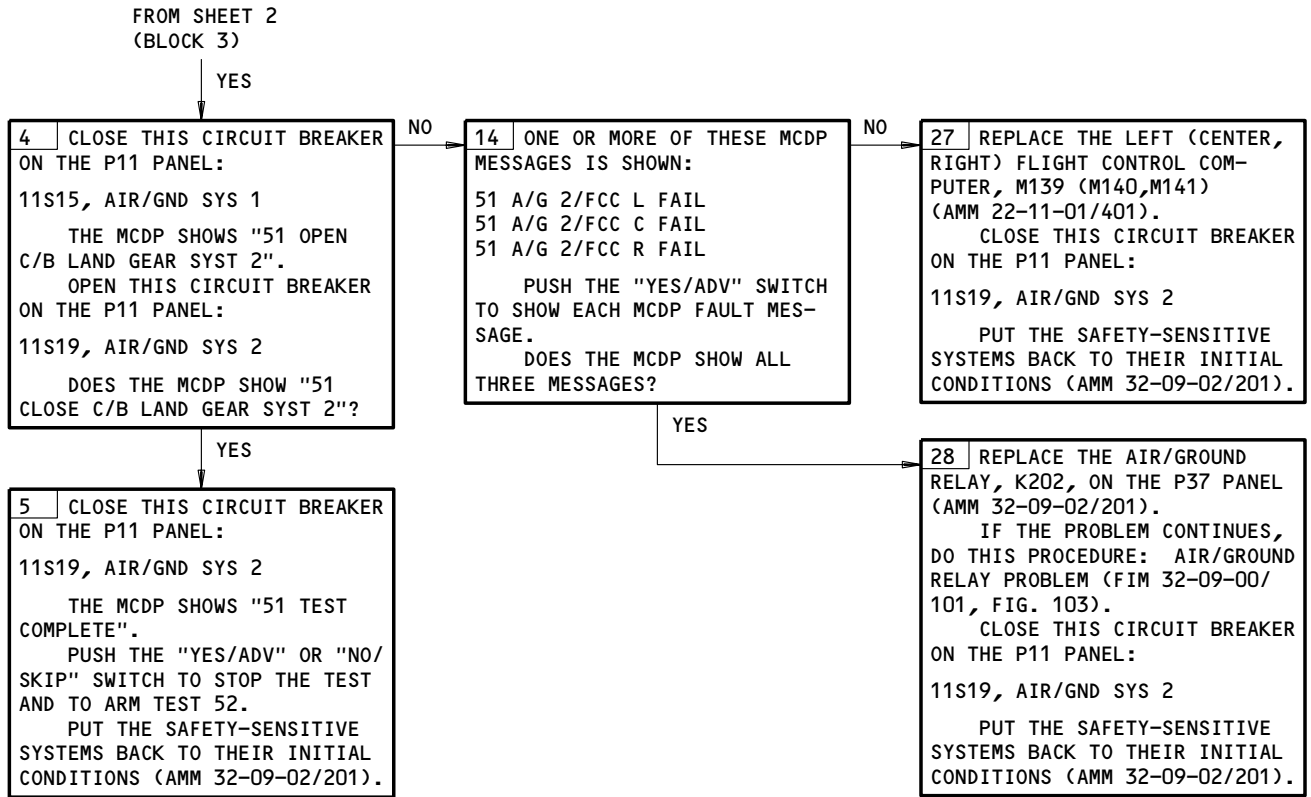 FROM SHEET 2
(BLOCK 3)
YES
4 CLOSE THIS CIRCUIT BREAKER
ON THE P11 PANEL:
11S15, AIR/GND SYS 1
THE MCDP SHOWS "51 OPEN
C/B LAND GEAR SYST 2".
OPEN THIS CIRCUIT BREAKER
ON THE P11 PANEL:
11S19, AIR/GND SYS 2
DOES THE MCDP SHOW "51
CLOSE C/B LAND GEAR SYST 2"?
NO
14 ONE OR MORE OF THESE MCDP
MESSAGES IS SHOWN:
51 A/G 2/FCC L FAIL
51 A/G 2/FCC C FAIL
51 A/G 2/FCC R FAIL
PUSH THE "YES/ADV" SWITCH
TO SHOW EACH MCDP FAULT MES-
SAGE.
DOES THE MCDP SHOW ALL
THREE MESSAGES?
NO
27 REPLACE THE LEFT (CENTER,
RIGHT) FLIGHT CONTROL COM-
PUTER, M139 (M140,M141)
(AMM 22-11-01/401).
CLOSE THIS CIRCUIT BREAKER
ON THE P11 PANEL:
11S19, AIR/GND SYS 2
PUT THE SAFETY-SENSITIVE
SYSTEMS BACK TO THEIR INITIAL
CONDITIONS (AMM 32-09-02/201).
YES
5 CLOSE THIS CIRCUIT BREAKER
ON THE P11 PANEL:
11S19, AIR/GND SYS 2
THE MCDP SHOWS "51 TEST
COMPLETE".
PUSH THE "YES/ADV" OR "NO/
SKIP" SWITCH TO STOP THE TEST
AND TO ARM TEST 52.
PUT THE SAFETY-SENSITIVE
SYSTEMS BACK TO THEIR INITIAL
CONDITIONS (AMM 32-09-02/201).
YES
28 REPLACE THE AIR/GROUND
RELAY, K202, ON THE P37 PANEL
(AMM 32-09-02/201).
IF THE PROBLEM CONTINUES,
DO THIS PROCEDURE: AIR/GROUND
RELAY PROBLEM (FIM 32-09-00/
101, FIG. 103).
CLOSE THIS CIRCUIT BREAKER
ON THE P11 PANEL:
11S19, AIR/GND SYS 2
PUT THE SAFETY-SENSITIVE
SYSTEMS BACK TO THEIR INITIAL
CONDITIONS (AMM 32-09-02/201).